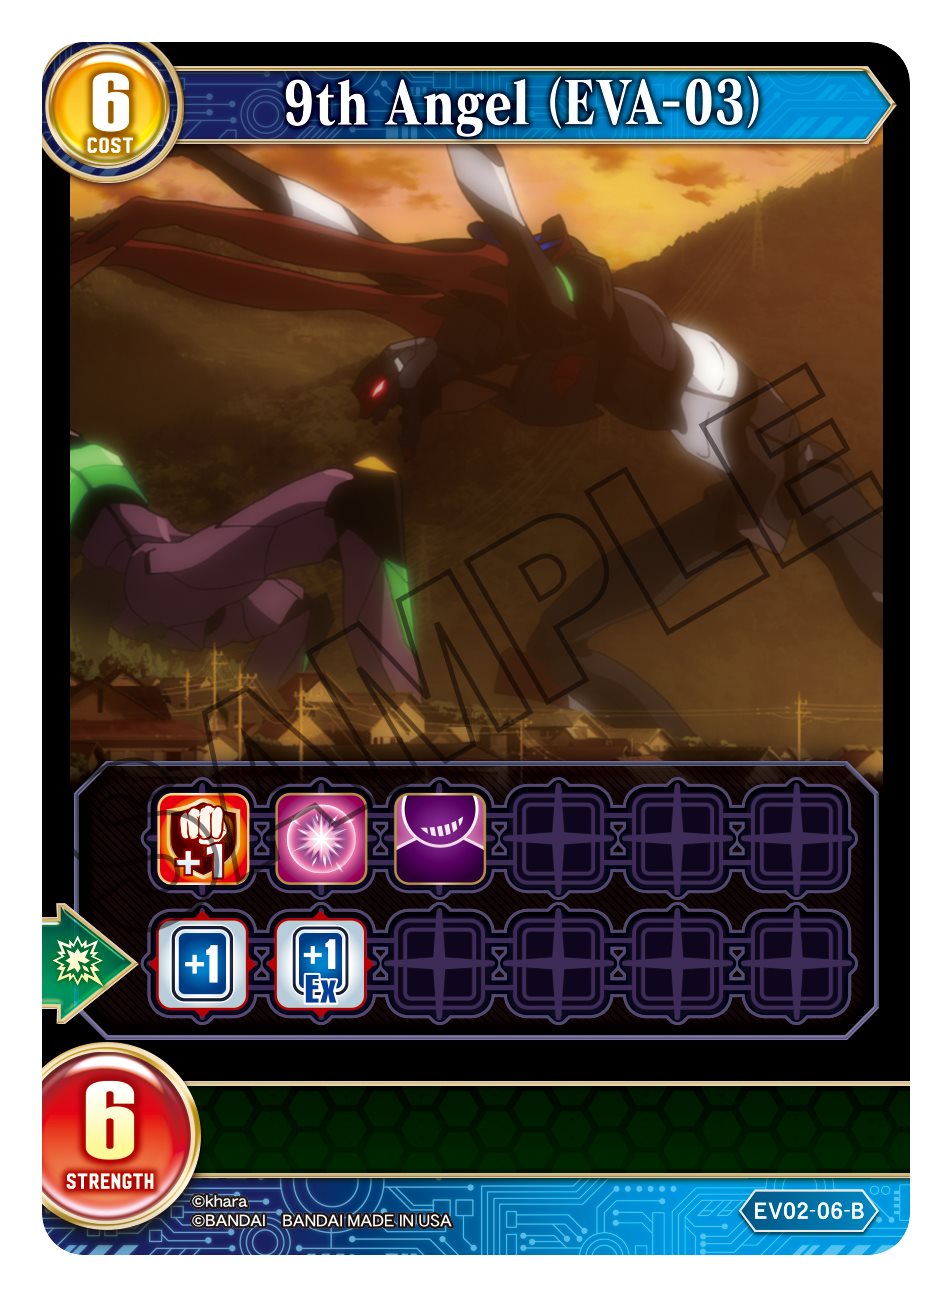 6
COST
9th Angel (EVA-03)
SAMPLE
+1
+1
+1
Ex
6
STRENGTH
©khara
©BANDAI BANDAI MADE IN USA
EV02-06-B